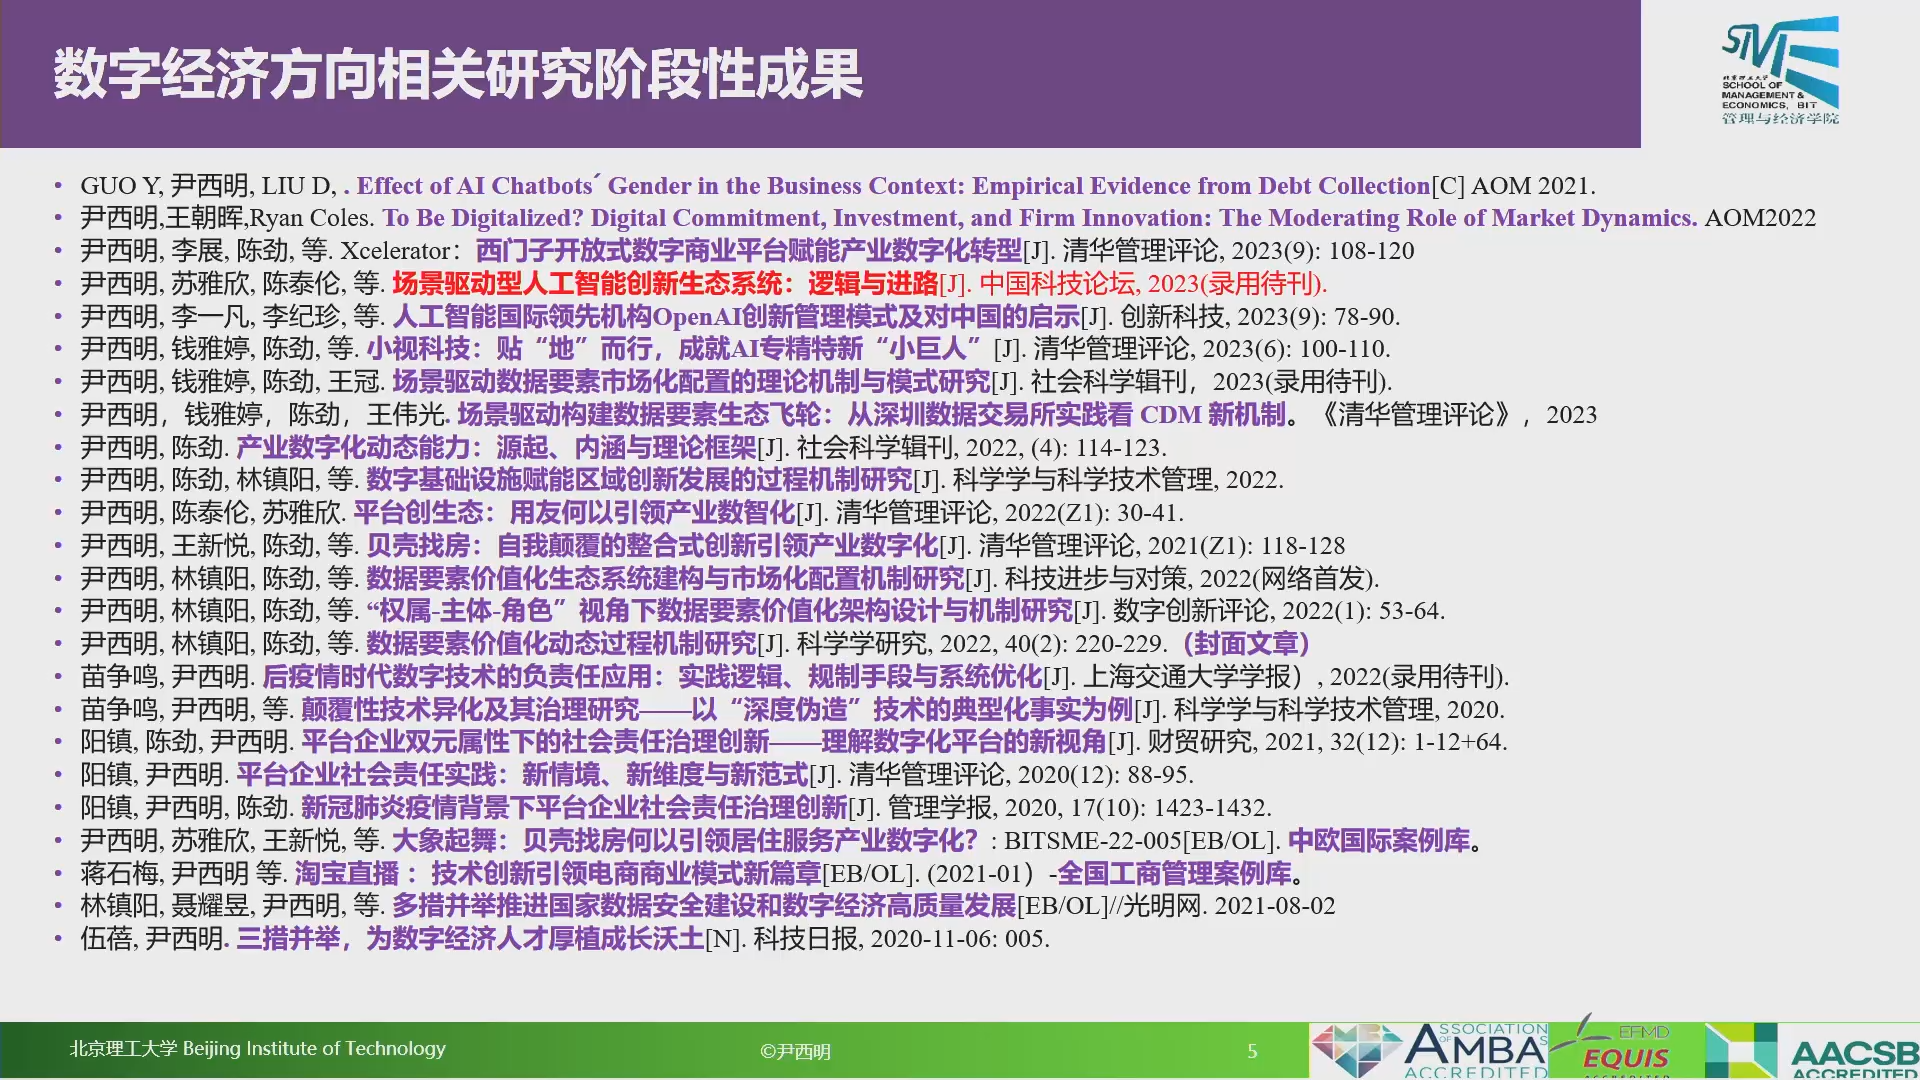 数字经济方向相关研究阶段性成果
SME
北京理工大学
SCHOOL OF
MANAGEMENT &
ECONOMICS, BIT
管理与经济学院
• GUO Y, 尹西明, LIU D, . Effect of AI Chatbots´ Gender in the Business Context: Empirical Evidence from Debt Collection[C] AOM 2021.
• 尹西明,王朝晖,Ryan Coles. To Be Digitalized? Digital Commitment, Investment, and Firm Innovation: The Moderating Role of Market Dynamics. AOM2022
• 尹西明, 李展, 陈劲, 等. Xcelerator：西门子开放式数字商业平台赋能产业数字化转型[J]. 清华管理评论, 2023(9): 108-120
• 尹西明, 苏雅欣, 陈泰伦, 等. 场景驱动型人工智能创新生态系统：逻辑与进路[J]. 中国科技论坛, 2023(录用待刊).
• 尹西明, 李一凡, 李纪珍, 等. 人工智能国际领先机构OpenAI创新管理模式及对中国的启示[J]. 创新科技, 2023(9): 78-90.
• 尹西明, 钱雅婷, 陈劲, 等. 小视科技：贴“地”而行，成就AI专精特新“小巨人”[J]. 清华管理评论, 2023(6): 100-110.
• 尹西明, 钱雅婷, 陈劲, 王冠. 场景驱动数据要素市场化配置的理论机制与模式研究[J]. 社会科学辑刊，2023(录用待刊).
• 尹西明，钱雅婷，陈劲，王伟光. 场景驱动构建数据要素生态飞轮：从深圳数据交易所实践看 CDM 新机制。《清华管理评论》，2023
• 尹西明, 陈劲. 产业数字化动态能力：源起、内涵与理论框架[J]. 社会科学辑刊, 2022, (4): 114-123.
• 尹西明, 陈劲, 林镇阳, 等. 数字基础设施赋能区域创新发展的过程机制研究[J]. 科学学与科学技术管理, 2022.
• 尹西明, 陈泰伦, 苏雅欣. 平台创生态：用友何以引领产业数智化[J]. 清华管理评论, 2022(Z1): 30-41.
• 尹西明, 王新悦, 陈劲, 等. 贝壳找房：自我颠覆的整合式创新引领产业数字化[J]. 清华管理评论, 2021(Z1): 118-128
• 尹西明, 林镇阳, 陈劲, 等. 数据要素价值化生态系统建构与市场化配置机制研究[J]. 科技进步与对策, 2022(网络首发).
• 尹西明, 林镇阳, 陈劲, 等. “权属-主体-角色”视角下数据要素价值化架构设计与机制研究[J]. 数字创新评论, 2022(1): 53-64.
• 尹西明, 林镇阳, 陈劲, 等. 数据要素价值化动态过程机制研究[J]. 科学学研究, 2022, 40(2): 220-229.（封面文章）
• 苗争鸣, 尹西明. 后疫情时代数字技术的负责任应用：实践逻辑、规制手段与系统优化[J]. 上海交通大学学报）, 2022(录用待刊).
• 苗争鸣, 尹西明, 等. 颠覆性技术异化及其治理研究——以“深度伪造”技术的典型化事实为例[J]. 科学学与科学技术管理, 2020.
• 阳镇, 陈劲, 尹西明. 平台企业双元属性下的社会责任治理创新——理解数字化平台的新视角[J]. 财贸研究, 2021, 32(12): 1-12+64.
• 阳镇, 尹西明. 平台企业社会责任实践：新情境、新维度与新范式[J]. 清华管理评论, 2020(12): 88-95.
• 阳镇, 尹西明, 陈劲. 新冠肺炎疫情背景下平台企业社会责任治理创新[J]. 管理学报, 2020, 17(10): 1423-1432.
• 尹西明, 苏雅欣, 王新悦, 等. 大象起舞：贝壳找房何以引领居住服务产业数字化？: BITSME-22-005[EB/OL]. 中欧国际案例库。
• 蒋石梅, 尹西明 等. 淘宝直播 ：技术创新引领电商商业模式新篇章[EB/OL]. (2021-01）-全国工商管理案例库。
• 林镇阳, 聂耀昱, 尹西明, 等. 多措并举推进国家数据安全建设和数字经济高质量发展[EB/OL]//光明网. 2021-08-02
• 伍蓓, 尹西明. 三措并举，为数字经济人才厚植成长沃土[N]. 科技日报, 2020-11-06: 005.
北京理工大学 Beijing Institute of Technology
©尹西明
5
ASSOCIATION
OF
AMBAS
ACCREDITED
EFMD
EQUIS
ACCREDITED
AACSB
ACCREDITED